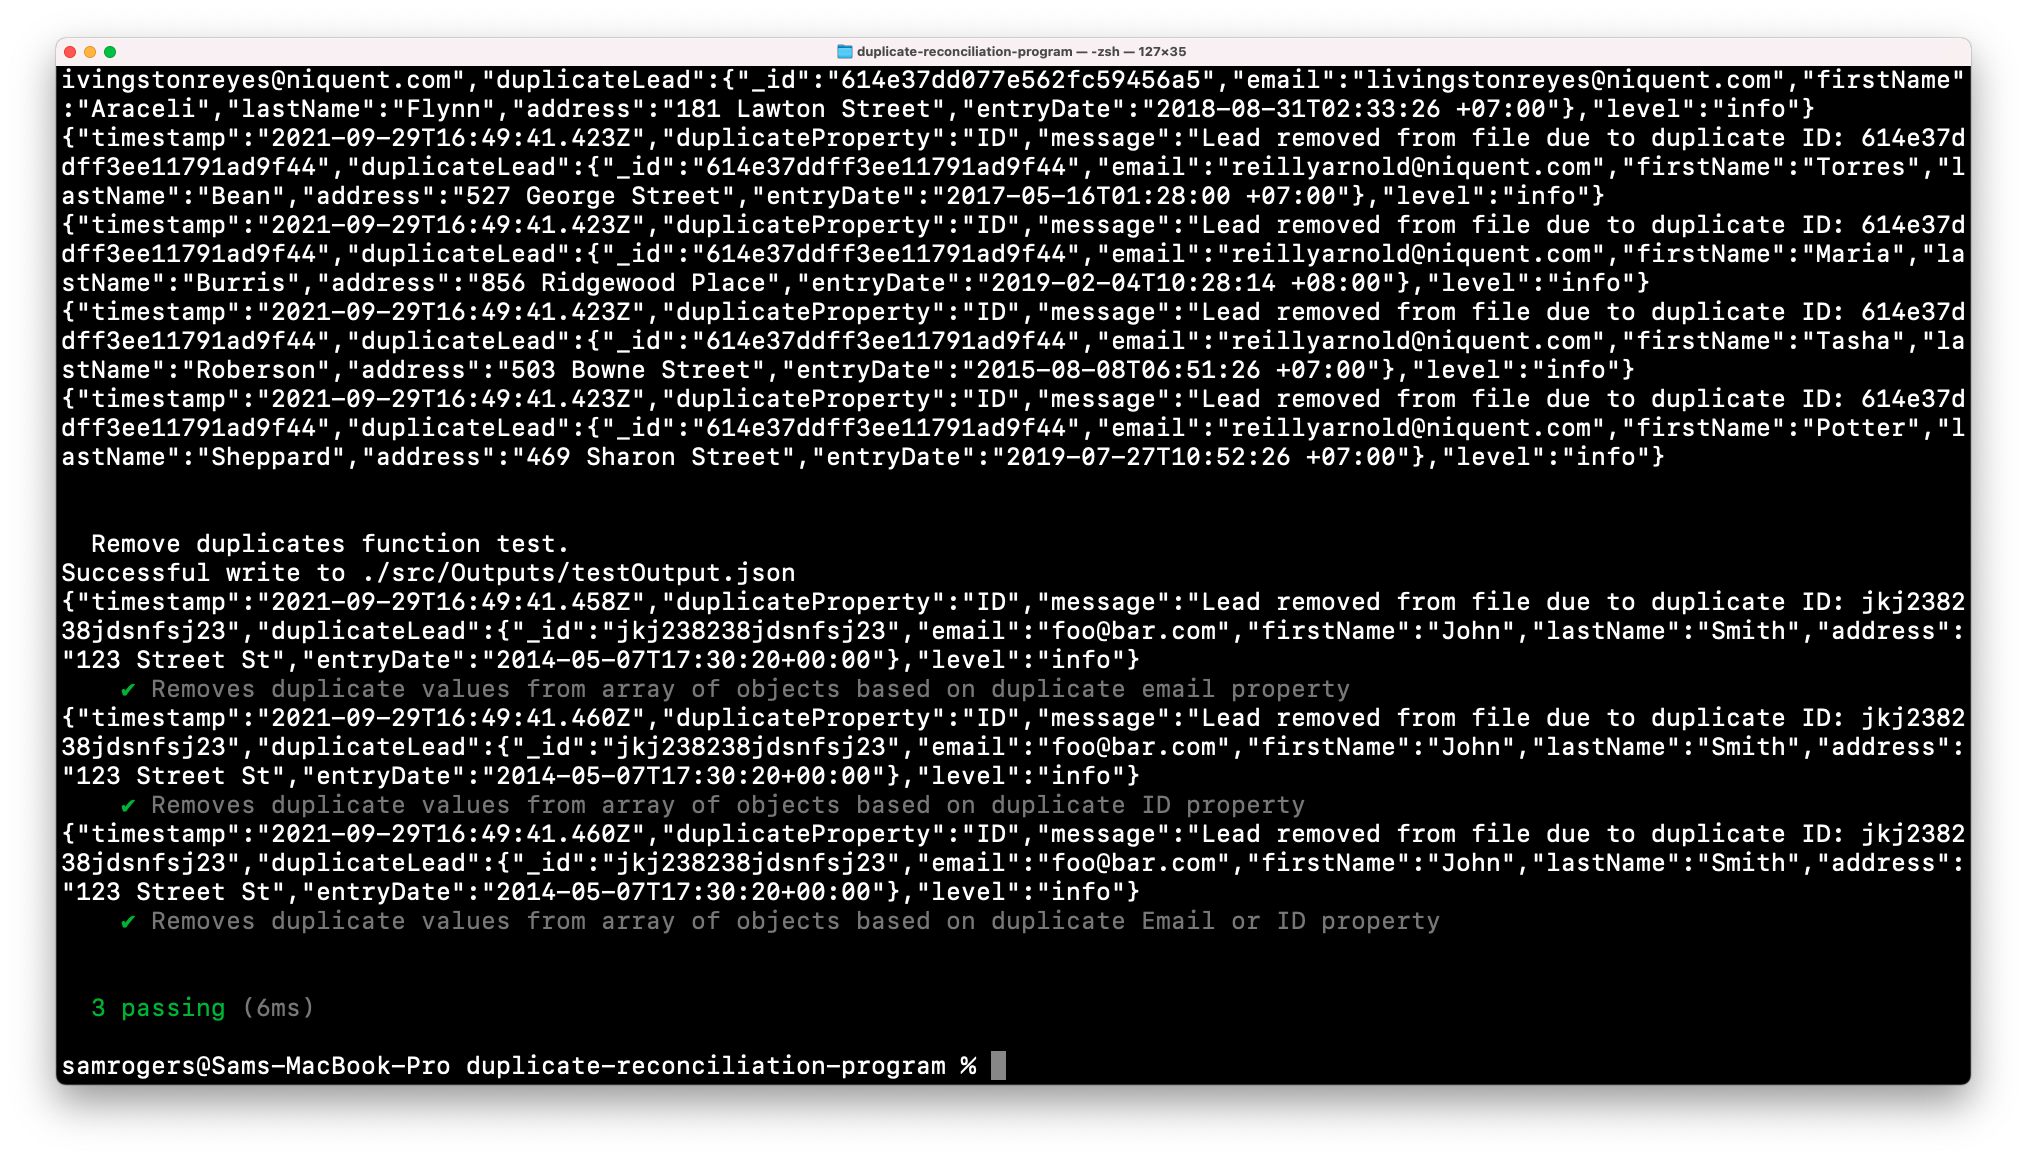 duplicate-reconciliation-program — -zsh — 127×35
ivingstonreyes@niquent.com","duplicateLead":{"_id":"614e37dd077e562fc59456a5","email":"livingstonreyes@niquent.com","firstName"
:"Araceli","lastName":"Flynn","address":"181 Lawton Street","entryDate":"2018-08-31T02:33:26 +07:00"},"level":"info"}
{"timestamp":"2021-09-29T16:49:41.423Z","duplicateProperty":"ID","message":"Lead removed from file due to duplicate ID: 614e37d
dff3ee11791ad9f44","duplicateLead":{"_id":"614e37ddff3ee11791ad9f44","email":"reillyarnold@niquent.com","firstName":"Torres","l
astName":"Bean","address":"527 George Street","entryDate":"2017-05-16T01:28:00 +07:00"},"level":"info"}
{"timestamp":"2021-09-29T16:49:41.423Z","duplicateProperty":"ID","message":"Lead removed from file due to duplicate ID: 614e37d
dff3ee11791ad9f44","duplicateLead":{"_id":"614e37ddff3ee11791ad9f44","email":"reillyarnold@niquent.com","firstName":"Maria","la
stName":"Burris","address":"856 Ridgewood Place","entryDate":"2019-02-04T10:28:14 +08:00"},"level":"info"}
{"timestamp":"2021-09-29T16:49:41.423Z","duplicateProperty":"ID","message":"Lead removed from file due to duplicate ID: 614e37d
dff3ee11791ad9f44","duplicateLead":{"_id":"614e37ddff3ee11791ad9f44","email":"reillyarnold@niquent.com","firstName":"Tasha","la
stName":"Roberson","address":"503 Bowne Street","entryDate":"2015-08-08T06:51:26 +07:00"},"level":"info"}
{"timestamp":"2021-09-29T16:49:41.423Z","duplicateProperty":"ID","message":"Lead removed from file due to duplicate ID: 614e37d
dff3ee11791ad9f44","duplicateLead":{"_id":"614e37ddff3ee11791ad9f44","email":"reillyarnold@niquent.com","firstName":"Potter","l
astName":"Sheppard","address":"469 Sharon Street","entryDate":"2019-07-27T10:52:26 +07:00"},"level":"info"}
Remove duplicates function test.
Successful write to ./src/Outputs/testOutput.json
{"timestamp":"2021-09-29T16:49:41.458Z","duplicateProperty":"ID","message":"Lead removed from file due to duplicate ID: jkj2382
38jdsnfsj23","duplicateLead":{"_id":"jkj238238jdsnfsj23","email":"foo@bar.com","firstName":"John","lastName":"Smith","address":
"123 Street St","entryDate":"2014-05-07T17:30:20+00:00"},"level":"info"}
✔ Removes duplicate values from array of objects based on duplicate email property
{"timestamp":"2021-09-29T16:49:41.460Z","duplicateProperty":"ID","message":"Lead removed from file due to duplicate ID: jkj2382
38jdsnfsj23","duplicateLead":{"_id":"jkj238238jdsnfsj23","email":"foo@bar.com","firstName":"John","lastName":"Smith","address":
"123 Street St","entryDate":"2014-05-07T17:30:20+00:00"},"level":"info"}
✔ Removes duplicate values from array of objects based on duplicate ID property
{"timestamp":"2021-09-29T16:49:41.460Z","duplicateProperty":"ID","message":"Lead removed from file due to duplicate ID: jkj2382
38jdsnfsj23","duplicateLead":{"_id":"jkj238238jdsnfsj23","email":"foo@bar.com","firstName":"John","lastName":"Smith","address":
"123 Street St","entryDate":"2014-05-07T17:30:20+00:00"},"level":"info"}
✔ Removes duplicate values from array of objects based on duplicate Email or ID property
3 passing (6ms)
samrogers@Sams-MacBook-Pro duplicate-reconciliation-program %